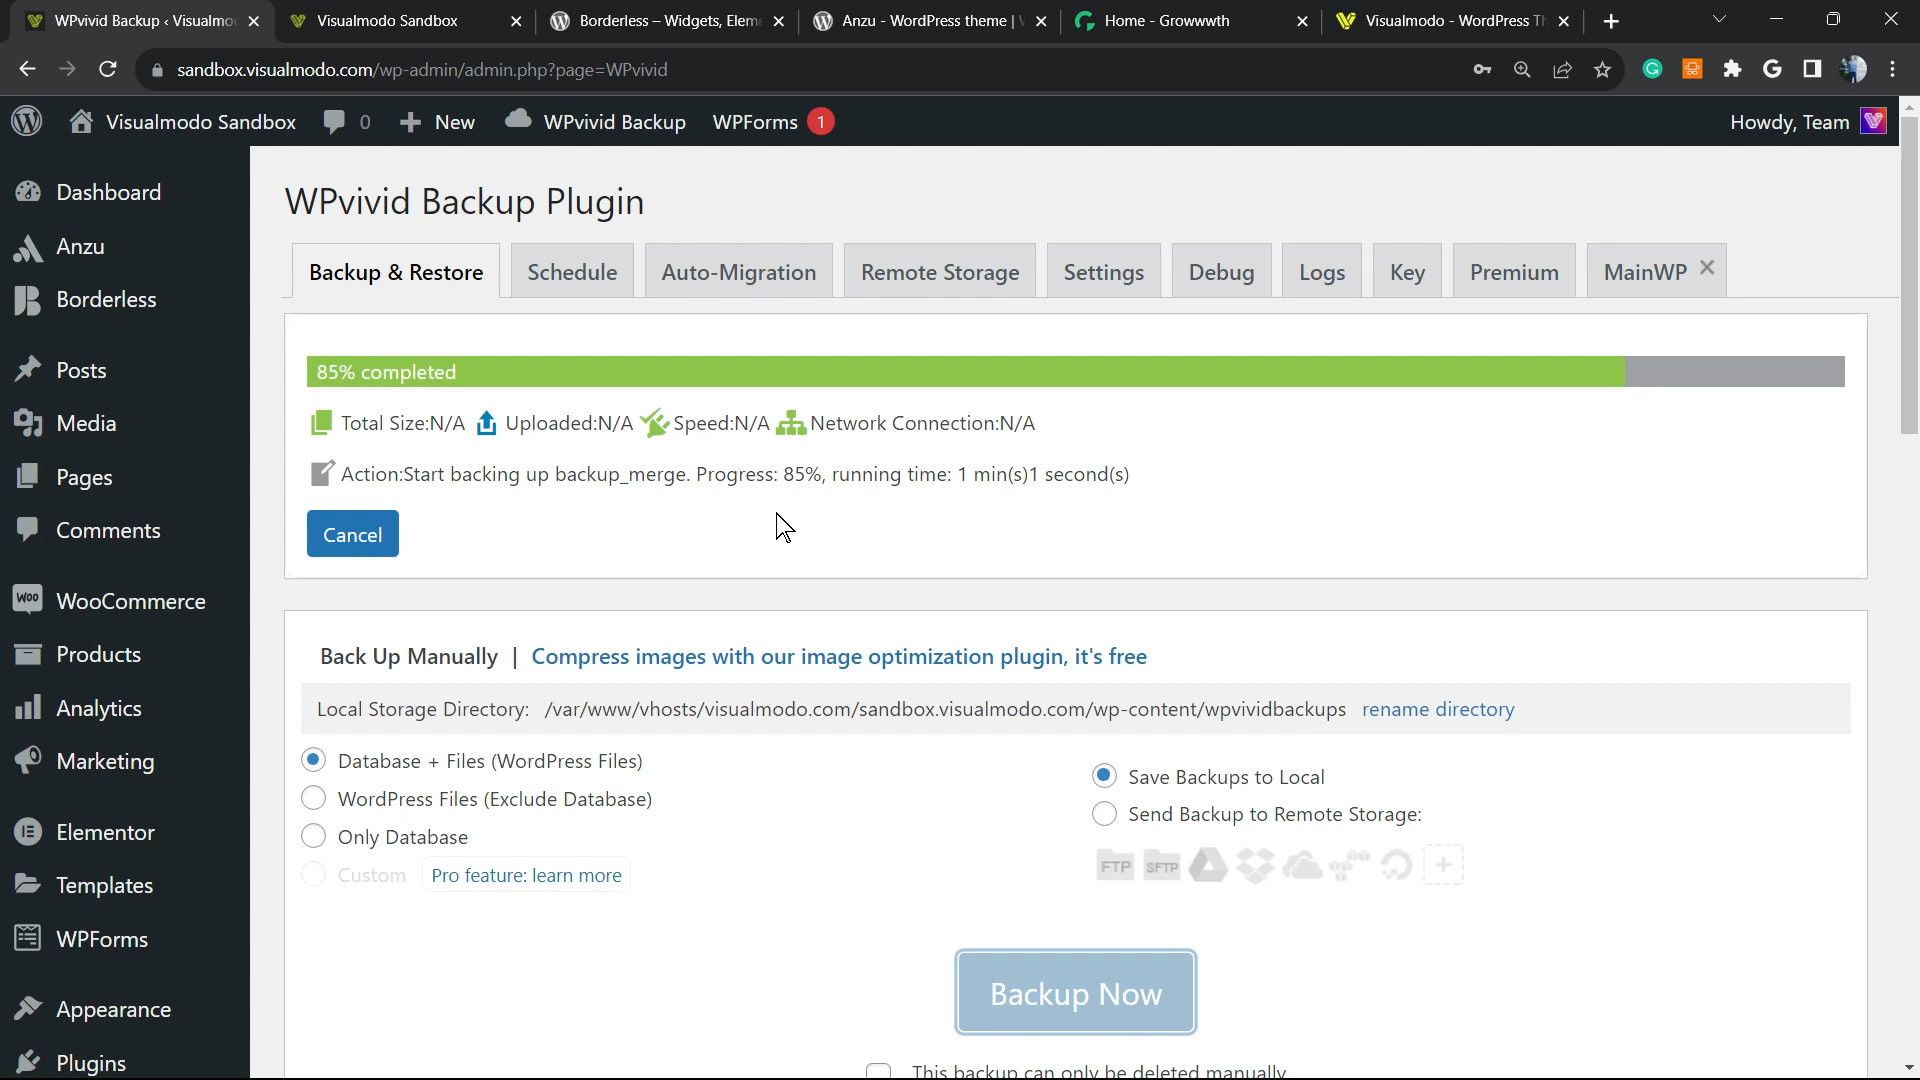 WPvivid Backup ‹ Visualmo
Visualmodo Sandbox
Borderless – Widgets, Elem
Anzu - WordPress theme |
Home - Growwwth
Visualmodo - WordPress Th
sandbox.visualmodo.com/wp-admin/admin.php?page=WPvivid
Visualmodo Sandbox
0
New
WPvivid Backup
WPForms 1
Howdy, Team
Dashboard
Anzu
Borderless
Posts
Media
Pages
Comments
WooCommerce
Products
Analytics
Marketing
Elementor
Templates
WPForms
Appearance
Plugins
WPvivid Backup Plugin
Backup & Restore
Schedule
Auto-Migration
Remote Storage
Settings
Debug
Logs
Key
Premium
MainWP
85% completed
Total Size:N/A Uploaded:N/A Speed:N/A Network Connection:N/A
Action:Start backing up backup_merge. Progress: 85%, running time: 1 min(s)1 second(s)
Cancel
Back Up Manually | Compress images with our image optimization plugin, it's free
Local Storage Directory: /var/www/vhosts/visualmodo.com/sandbox.visualmodo.com/wp-content/wpvividbackups rename directory
Database + Files (WordPress Files)
WordPress Files (Exclude Database)
Only Database
Custom Pro feature: learn more
Save Backups to Local
Send Backup to Remote Storage:
FTP SFTP
Backup Now
This backup can only be deleted manually